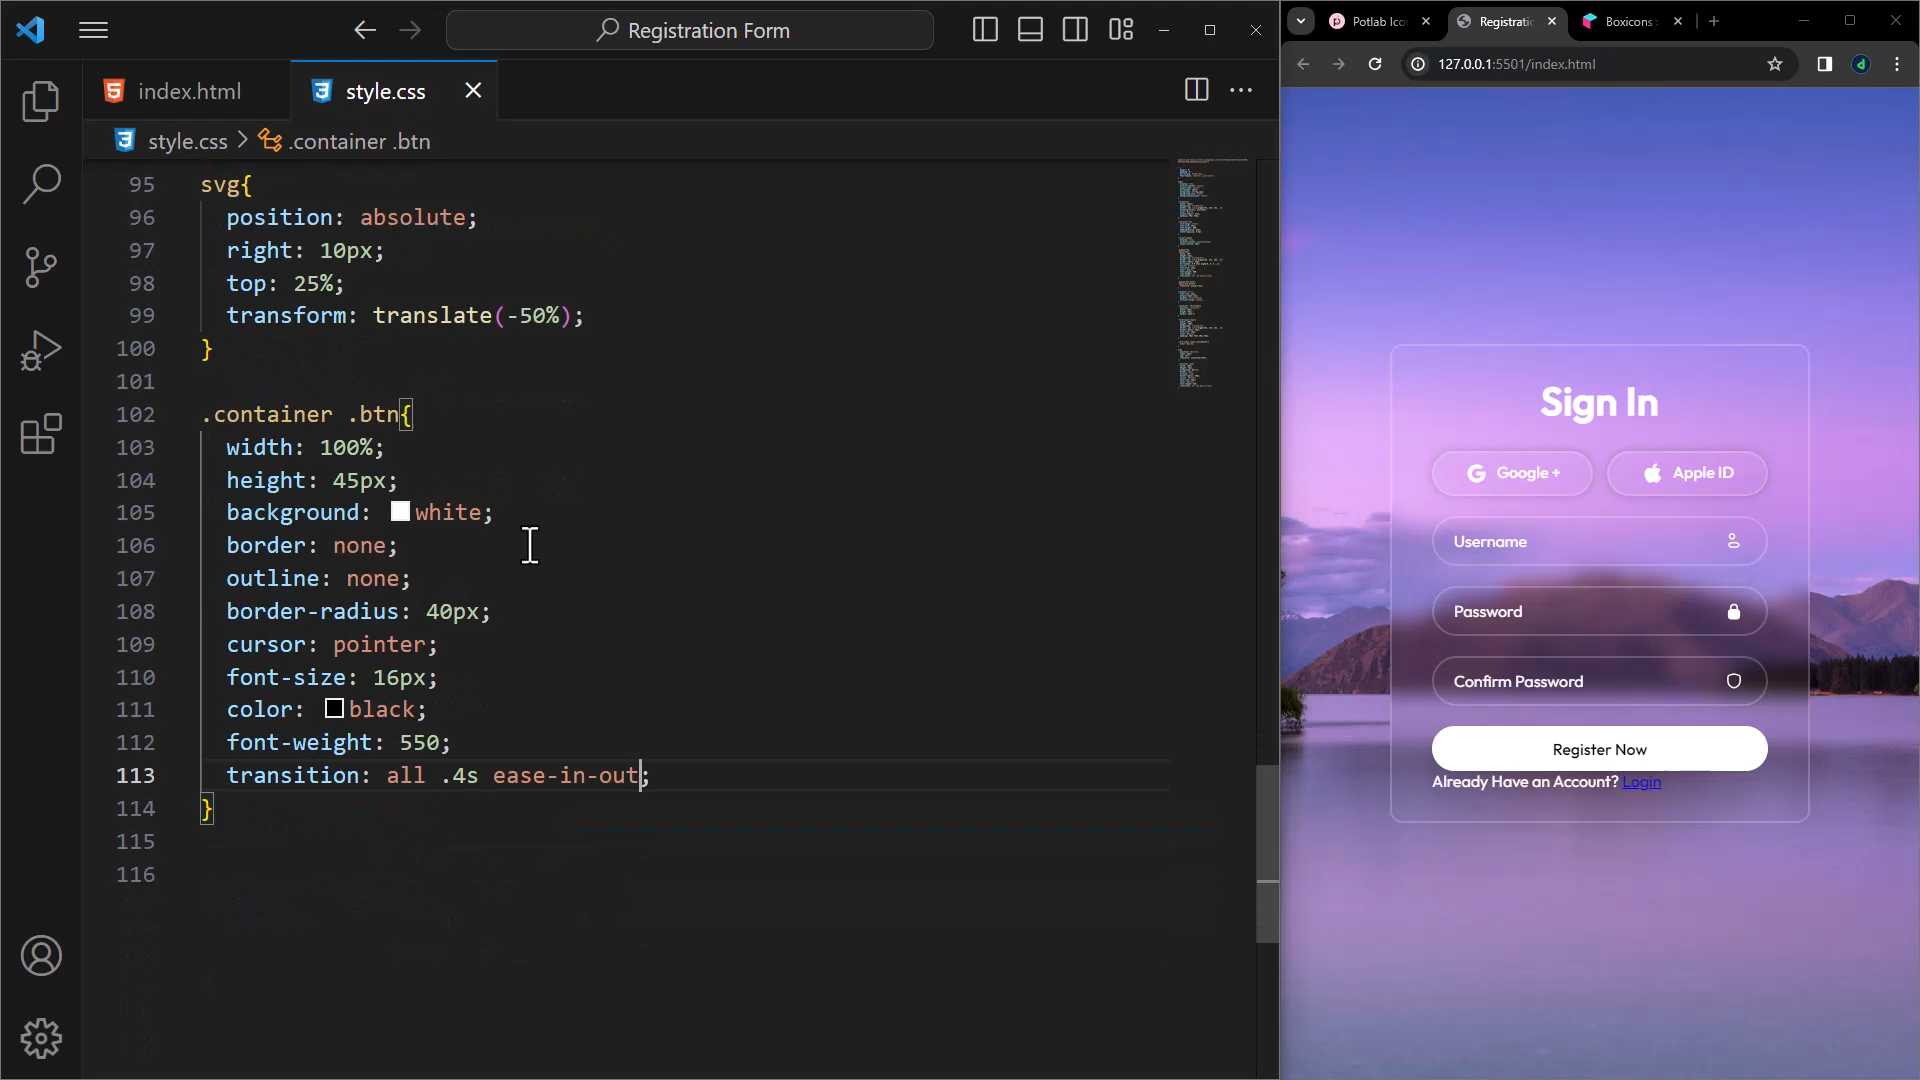 Registration Form
index.html
style.css
style.css > .container .btn
95 svg{
96 position: absolute;
97 right: 10px;
98 top: 25%;
99 transform: translate(-50%);
100 }
101
102 .container .btn{
103 width: 100%;
104 height: 45px;
105 background: white;
106 border: none;
107 outline: none;
108 border-radius: 40px;
109 cursor: pointer;
110 font-size: 16px;
111 color: black;
112 font-weight: 550;
113 transition: all .4s ease-in-out;
114 }
115
116
Potlab Ico
Registratio
Boxicons :
127.0.0.1:5501/index.html
d
Sign In
Google +
Apple ID
Username
Password
Confirm Password
Register Now
Already Have an Account? Login